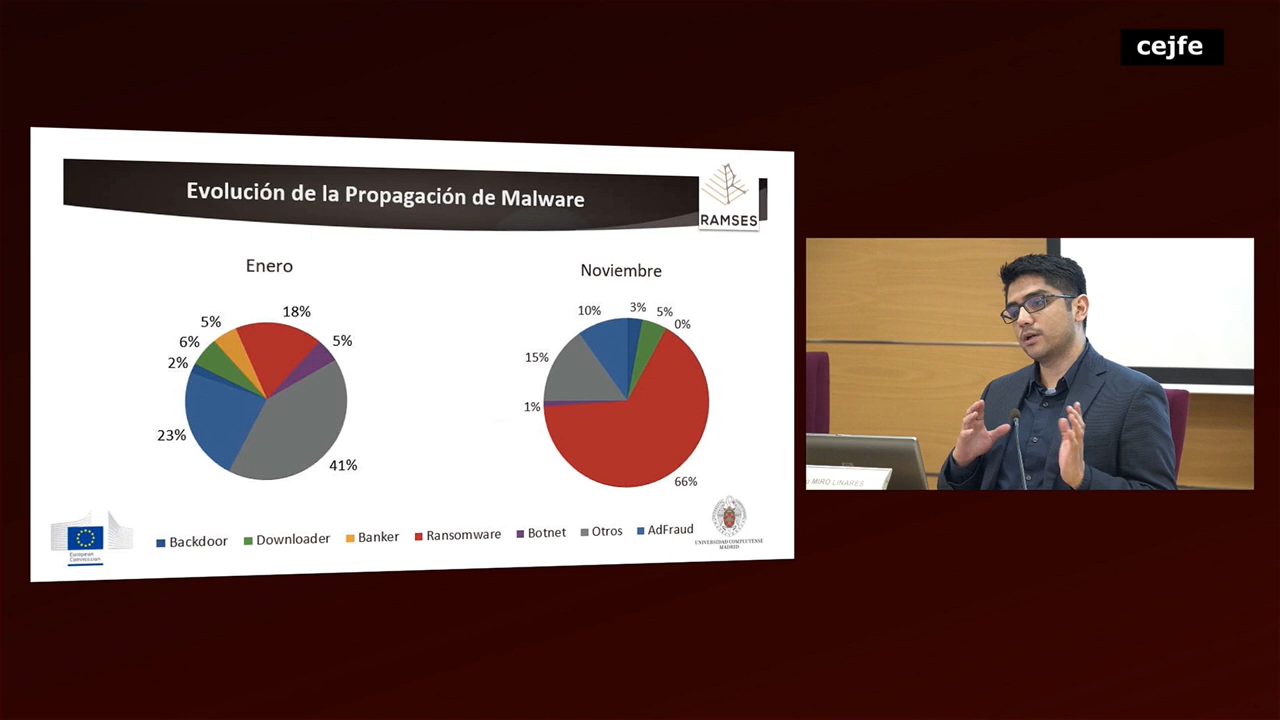 cejfe
Evolución de la Propagación de Malware
RAMSES
Enero
Noviembre
18%
5%
5%
6%
2%
23%
41%
10%
3%
5%
0%
15%
1%
66%
Backdoor
Downloader
Banker
Ransomware
Botnet
Otros
AdFraud
European
Commission
UNIVERSIDAD COMPLUTENSE
MADRID
MIRÓ LINARES